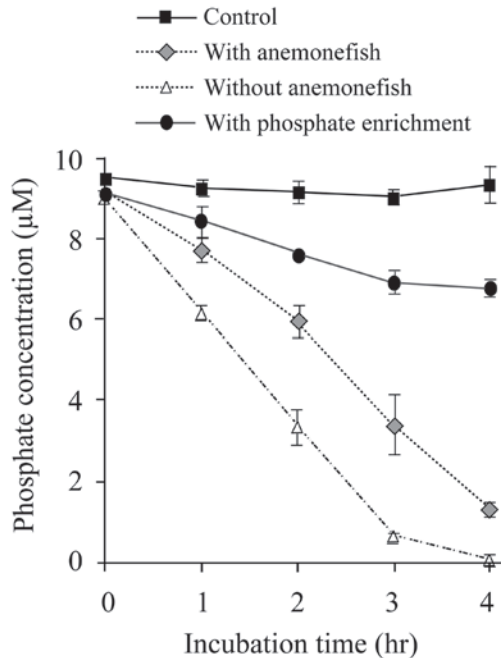 Control
With anemonefish
Without anemonefish
With phosphate enrichment
10
8
6
4
2
0
Phosphate concentration (µM)
0 1 2 3 4
Incubation time (hr)